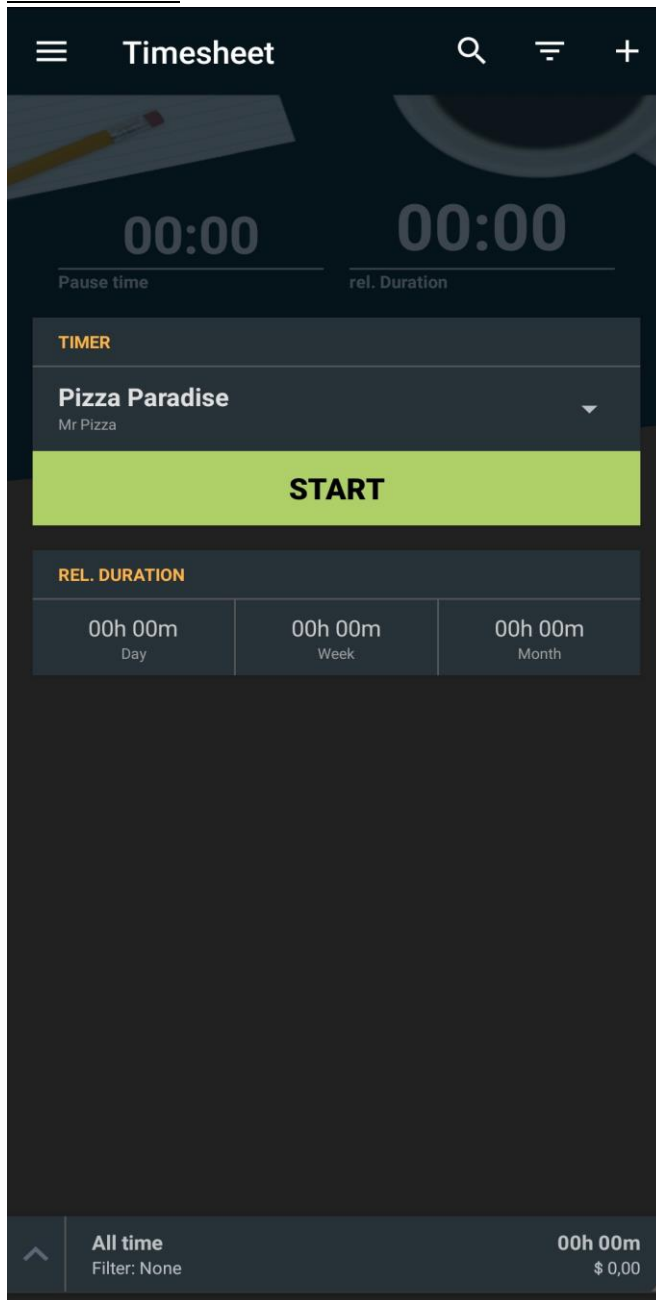 Timesheet
00:00 00:00
Pause time rel. Duration
TIMER
Pizza Paradise
Mr Pizza
START
REL. DURATION
00h 00m 00h 00m 00h 00m
Day Week Month
All time 00h 00m
Filter: None $ 0,00